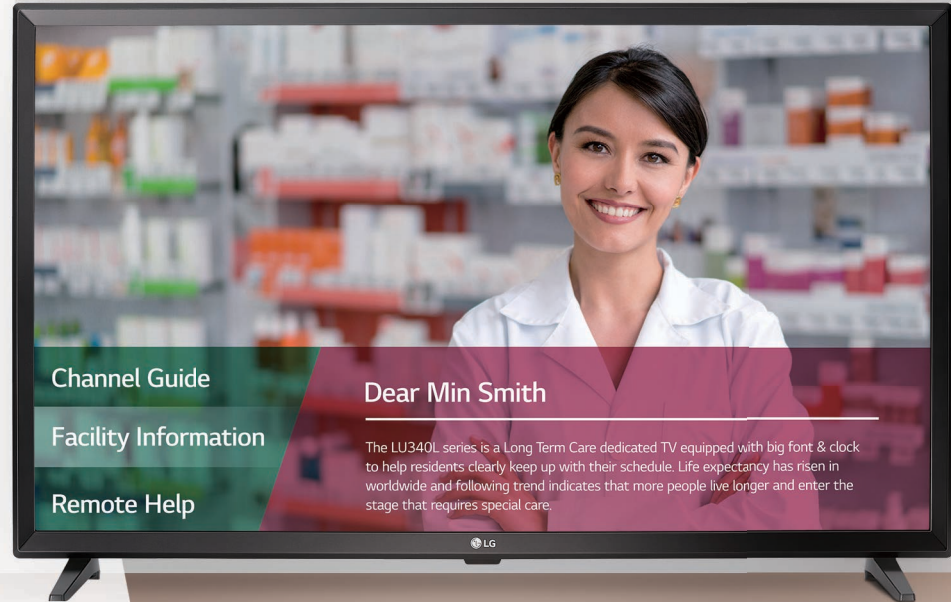 Channel Guide
Facility Information
Remote Help
Dear Min Smith
The LU340L series is a Long Term Care dedicated TV equipped with big font & clock
to help residents clearly keep up with their schedule. Life expectancy has risen in
worldwide and following trend indicates that more people live longer and enter the
stage that requires special care.
LG